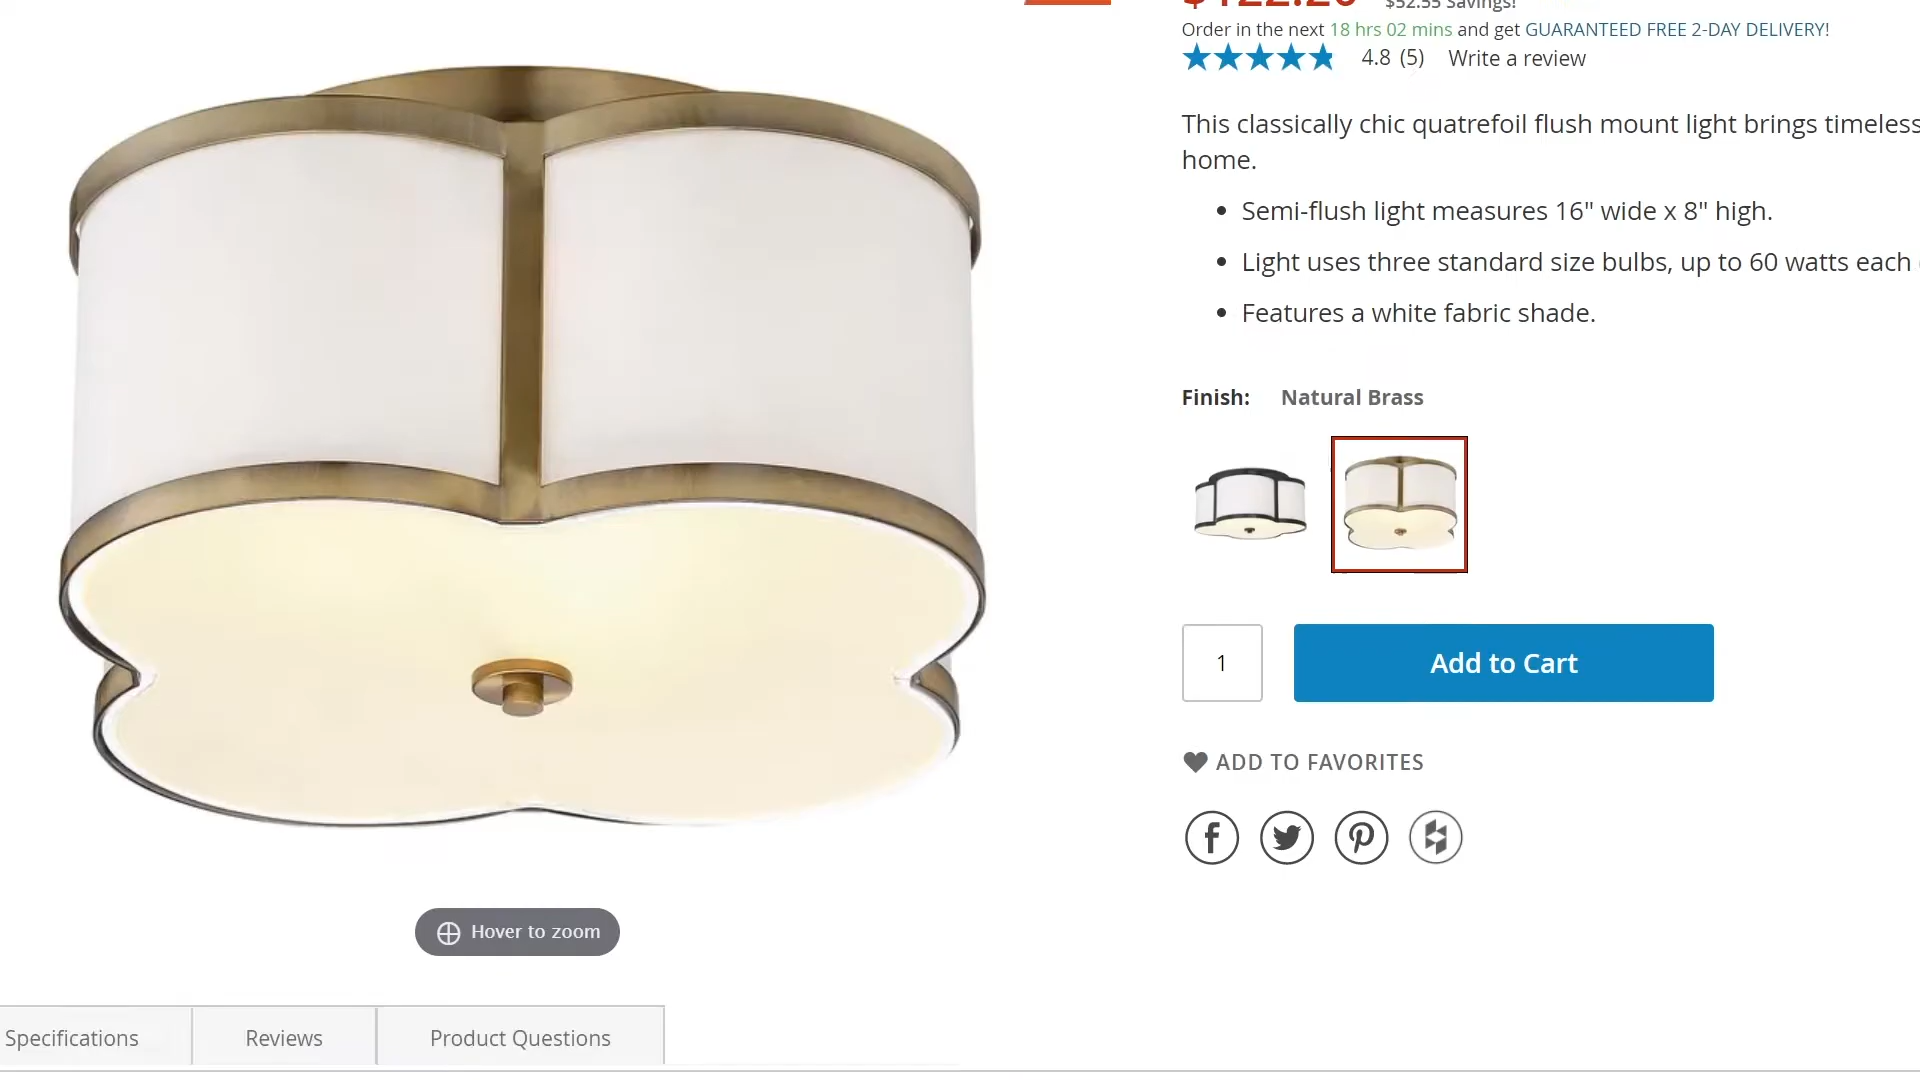 $52.55 Savings!
Order in the next 18 hrs 02 mins and get GUARANTEED FREE 2-DAY DELIVERY!
4.8 (5) Write a review
This classically chic quatrefoil flush mount light brings timeless
home.
Semi-flush light measures 16" wide x 8" high.
Light uses three standard size bulbs, up to 60 watts each
Features a white fabric shade.
Finish: Natural Brass
1
Add to Cart
ADD TO FAVORITES
Hover to zoom
Specifications
Reviews
Product Questions